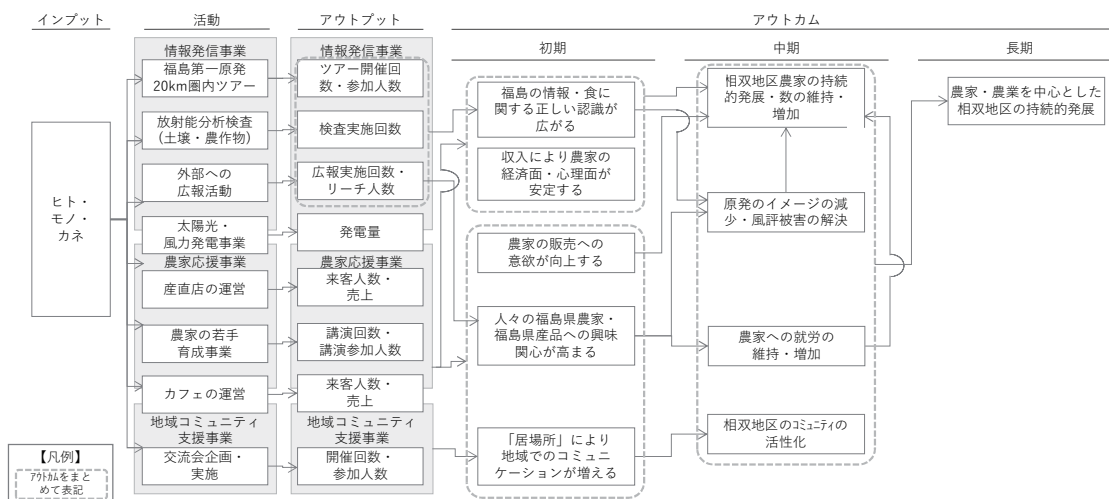 インプット
活動
アウトプット
アウトカム
初期
中期
長期
ヒト・
モノ・
カネ
情報発信事業
福島第一原発
20km圏内ツアー
放射能分析検査
(土壌・農作物)
外部への
広報活動
太陽光・
風力発電事業
農家応援事業
産直店の運営
農家の若手
育成事業
カフェの運営
地域コミュニティ
支援事業
交流会企画・
実施
情報発信事業
ツアー開催回
数・参加人数
検査実施回数
広報実施回数・
リーチ人数
発電量
農家応援事業
来客人数・
売上
講演回数・
講演参加人数
来客人数・
売上
地域コミュニティ
支援事業
開催回数・
参加人数
福島の情報・食に
関する正しい認識が
広がる
収入により農家の
経済面・心理面が
安定する
農家の販売への
意欲が向上する
人々の福島県農家・
福島県産品への興味
関心が高まる
「居場所」により
地域でのコミュニ
ケーションが増える
相双地区農家の持続
的発展・数の維持・
増加
原発のイメージの減
少・風評被害の解決
農家への就労の
維持・増加
相双地区のｺﾐｭﾆﾃｨの
活性化
農家・農業を中心とした
相双地区の持続的発展
【凡例】
ｱｳﾄｶﾑをまと
めて表記